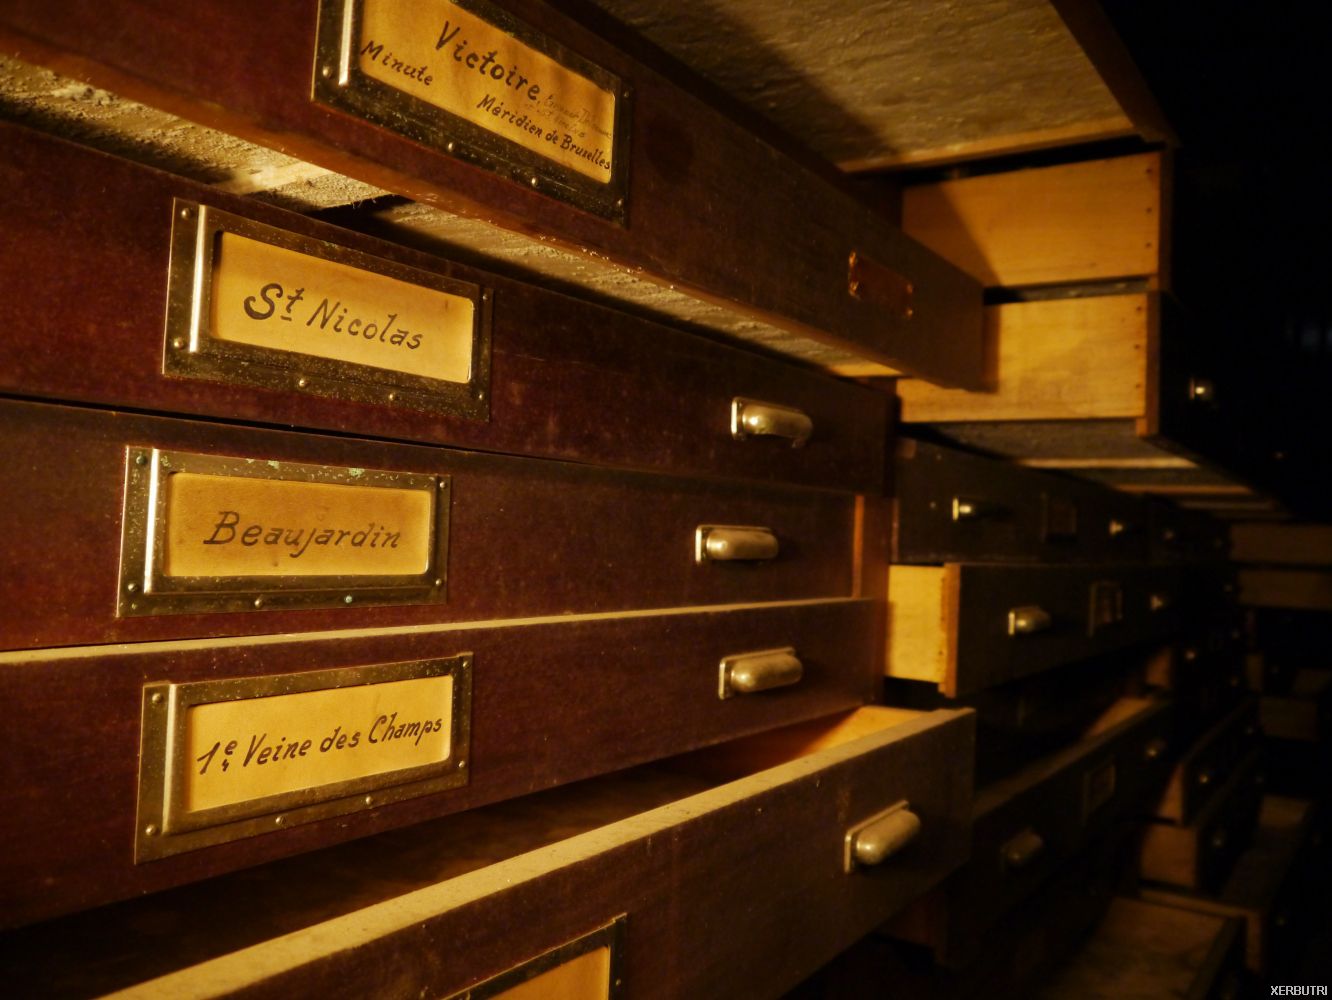 Victoire,
Minute
Méridien de Bruxelles
St Nicolas
Beaujardin
1e Veine des Champs
XERBUTRI